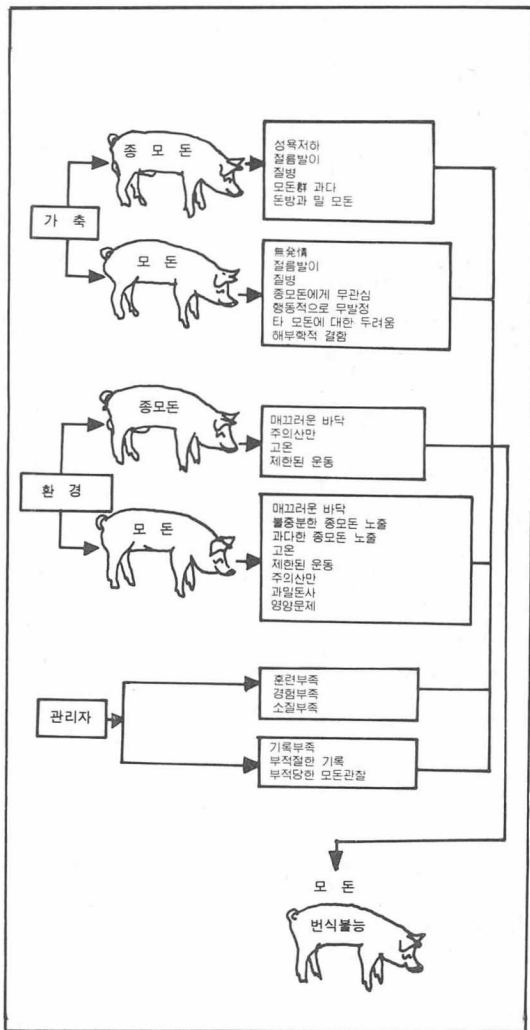 가 축
종 모 돈
성욕저하
절름발이
질병
모돈群 과다
돈방과 밀 모돈
모 돈
無発情
절름발이
질병
종모돈에게 무관심
행동적으로 무발정
타 모돈에 대한 두려움
해부학적 결함
환 경
종모돈
매끄러운 바닥
주의산만
고온
제한된 운동
모 돈
매끄러운 바닥
불충분한 종모돈 노출
과다한 종모돈 노출
고온
제한된 운동
주의산만
과밀돈사
영양문제
관리자
훈련부족
경험부족
소질부족
기록부족
부적절한 기록
부적당한 모돈관찰
모 돈
번식불능